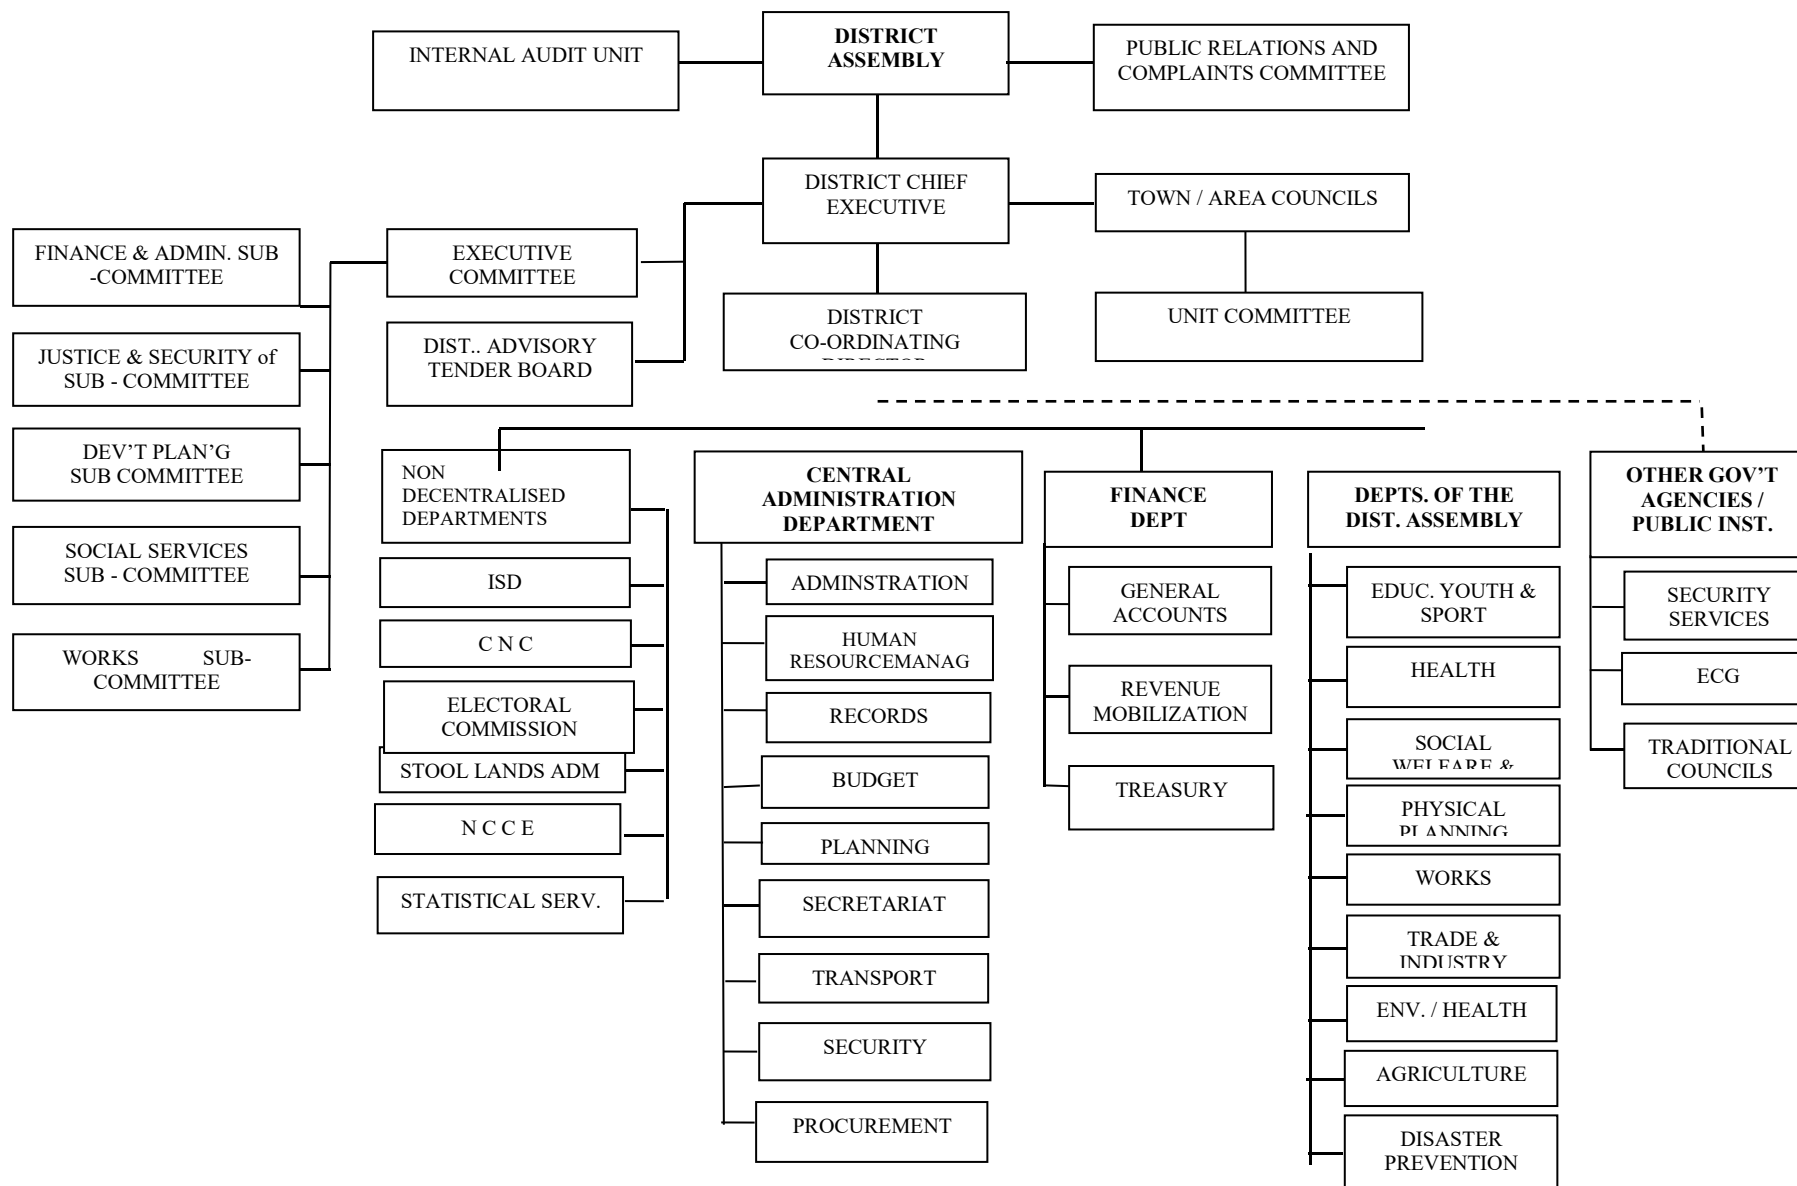 INTERNAL AUDIT UNIT
DISTRICT
ASSEMBLY
PUBLIC RELATIONS AND
COMPLAINTS COMMITTEE
DISTRICT CHIEF
EXECUTIVE
TOWN / AREA COUNCILS
UNIT COMMITTEE
EXECUTIVE
COMMITTEE
DIST.. ADVISORY
TENDER BOARD
DISTRICT
CO-ORDINATING
FINANCE & ADMIN. SUB
-COMMITTEE
JUSTICE & SECURITY of
SUB - COMMITTEE
DEV'T PLAN'G
SUB COMMITTEE
SOCIAL SERVICES
SUB - COMMITTEE
WORKS SUB-
COMMITTEE
NON
DECENTRALISED
DEPARTMENTS
ISD
C N C
ELECTORAL
COMMISSION
STOOL LANDS ADM
N C C E
STATISTICAL SERV.
CENTRAL
ADMINISTRATION
DEPARTMENT
ADMINSTRATION
HUMAN
RESOURCEMANAG
RECORDS
BUDGET
PLANNING
SECRETARIAT
TRANSPORT
SECURITY
PROCUREMENT
FINANCE
DEPT
GENERAL
ACCOUNTS
REVENUE
MOBILIZATION
TREASURY
DEPTS. OF THE
DIST. ASSEMBLY
EDUC. YOUTH &
SPORT
HEALTH
SOCIAL
WELFARE &
PHYSICAL
PLANNING
WORKS
TRADE &
INDUSTRY
ENV. / HEALTH
AGRICULTURE
DISASTER
PREVENTION
OTHER GOV'T
AGENCIES /
PUBLIC INST.
SECURITY
SERVICES
ECG
TRADITIONAL
COUNCILS